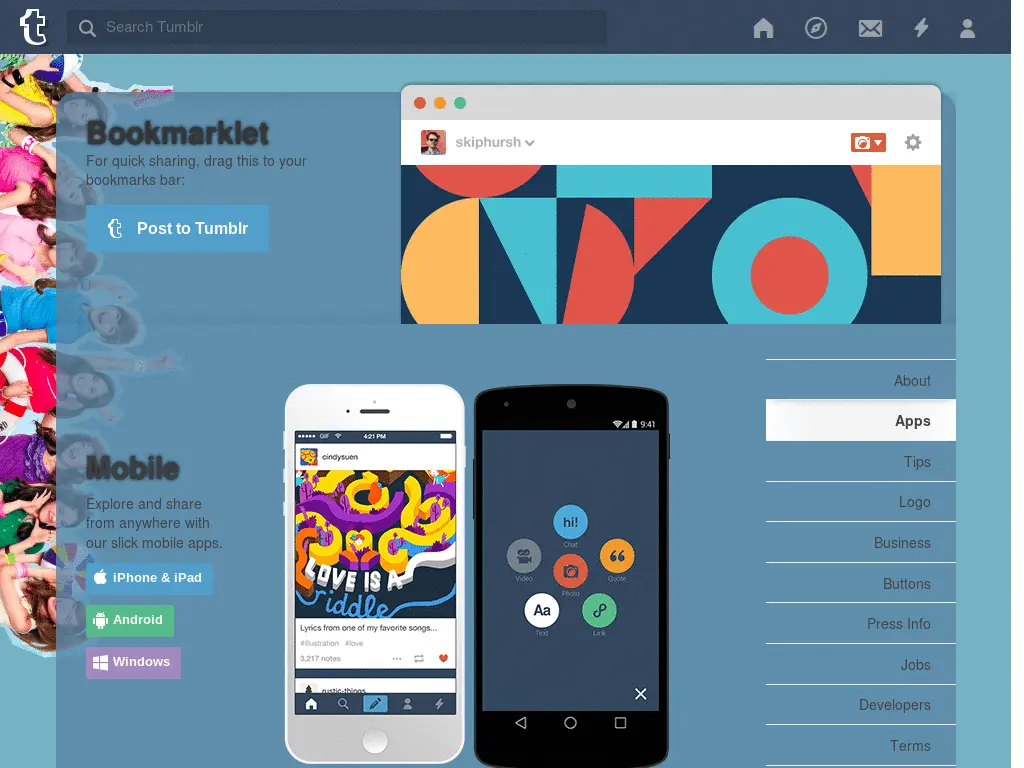 Search Tumblr
Bookmarklet
For quick sharing, drag this to your
bookmarks bar:
Post to Tumblr
skiphursh
Mobile
Explore and share
from anywhere with
our slick mobile apps.
iPhone & iPad
Android
Windows
GIF 4:21 PM
cindysuen
LOVE IS A
riddle
Lyrics from one of my favorite songs...
#illustration #love
3,217 notes
rustic-things
9:41
hi!
Chat
Video
Quote
Photo
Aa
Text
Link
About
Apps
Tips
Logo
Business
Buttons
Press Info
Jobs
Developers
Terms